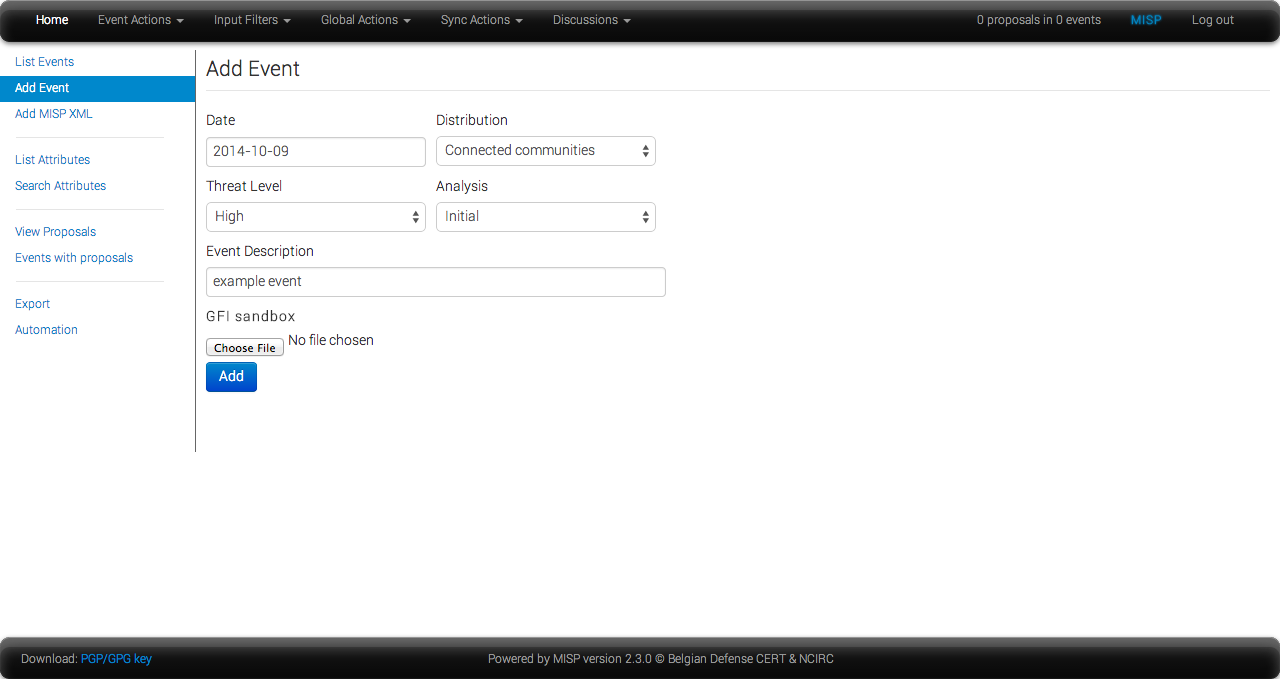 Home Event Actions Input Filters Global Actions Sync Actions Discussions 0 proposals in 0 events MISP Log out
List Events
Add Event
Add MISP XML
List Attributes
Search Attributes
View Proposals
Events with proposals
Export
Automation
Add Event
Date Distribution
2014-10-09 Connected communities
Threat Level Analysis
High Initial
Event Description
example event
GFI sandbox
Choose File No file chosen
Add
Download: PGP/GPG key Powered by MISP version 2.3.0 © Belgian Defense CERT & NCIRC